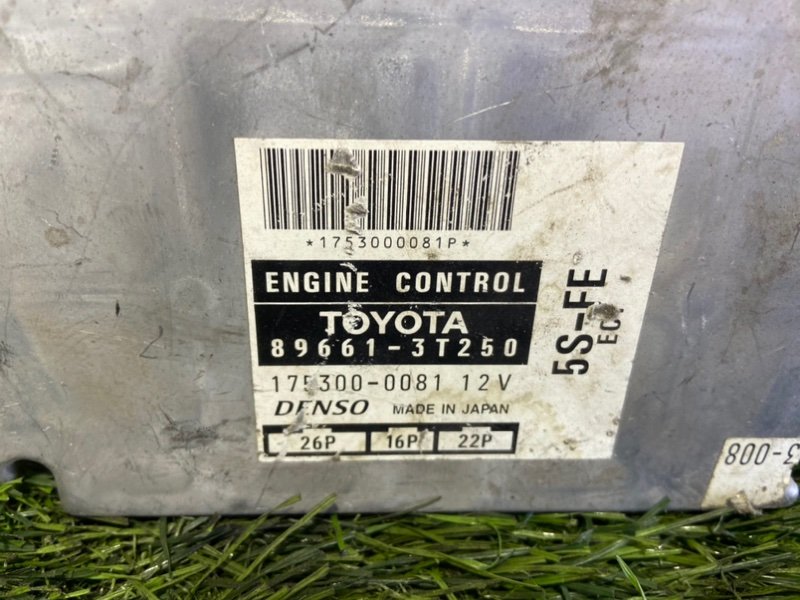 *1753000081P*
ENGINE CONTROL
TOYOTA
89661-3T250
175300-0081 12V
DENSO MADE IN JAPAN
26P 16P 22P
5S-FE
3-008